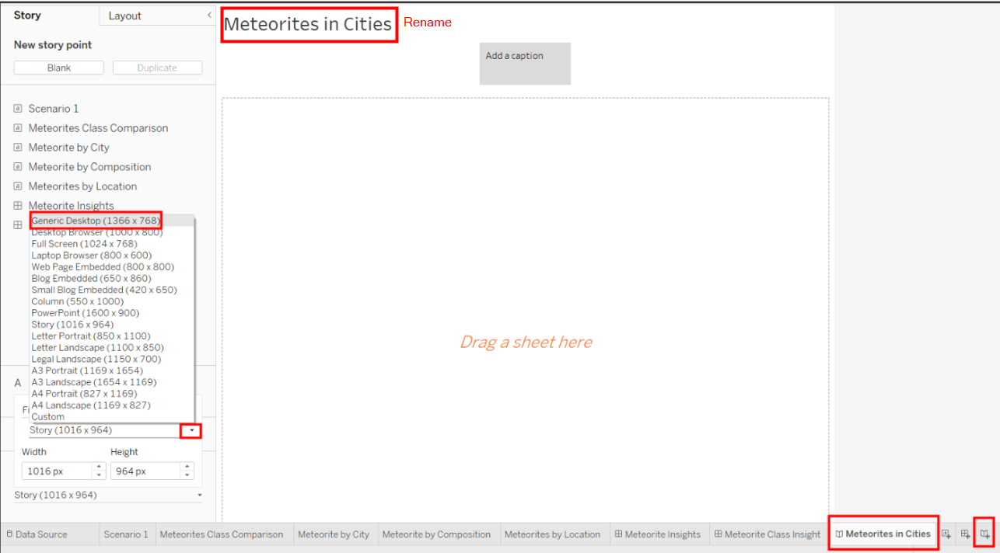 Story
Layout
New story point
Blank
Duplicate
Scenario 1
Meteorites Class Comparison
Meteorite by City
Meteorite by Composition
Meteorites by Location
Meteorite Insights
Generic Desktop (1366 x 768)
Desktop Browser (1000 x 800)
Full Screen (1024 x 768)
Laptop Browser (800 x 600)
Web Page Embedded (800 x 800)
Blog Embedded (650 x 860)
Small Blog Embedded (420 x 650)
Column (550 x 1000)
PowerPoint (1600 x 900)
Story (1016 x 964)
Letter Portrait (850 x 1100)
Letter Landscape (1100 x 850)
Legal Landscape (1150 x 700)
A3 Portrait (1169 x 1654)
A3 Landscape (1654 x 1169)
A4 Portrait (827 x 1169)
A4 Landscape (1169 x 827)
Custom
Story (1016 x 964)
Width Height
1016 px 964 px
Story (1016 x 964)
Meteorites in Cities
Rename
Add a caption
Drag a sheet here
Data Source Scenario 1 Meteorites Class Comparison Meteorite by City Meteorite by Composition Meteorites by Location Meteorite Insights Meteorite Class Insight Meteorites in Cities